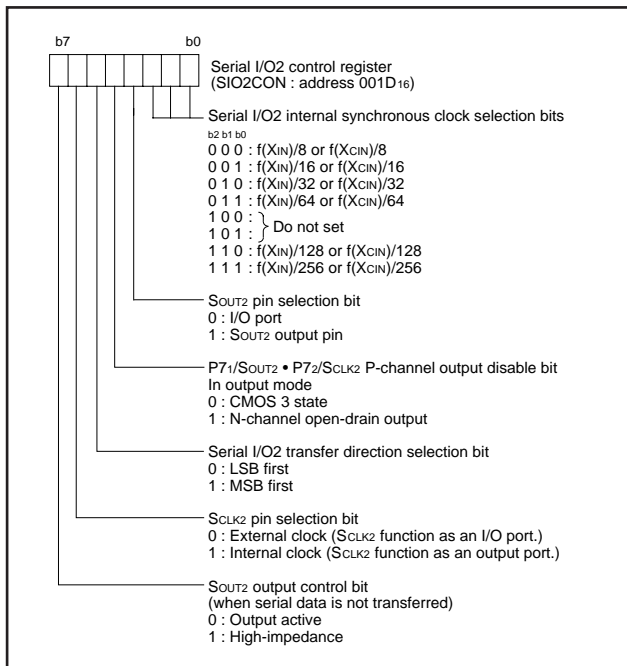 b7 b0
Serial I/O2 control register
(SIO2CON : address 001D16)
Serial I/O2 internal synchronous clock selection bits
b2 b1 b0
0 0 0 : f(XIN)/8 or f(XCIN)/8
0 0 1 : f(XIN)/16 or f(XCIN)/16
0 1 0 : f(XIN)/32 or f(XCIN)/32
0 1 1 : f(XIN)/64 or f(XCIN)/64
1 0 0 :
1 0 1 :
Do not set
1 1 0 : f(XIN)/128 or f(XCIN)/128
1 1 1 : f(XIN)/256 or f(XCIN)/256
SOUT2 pin selection bit
0 : I/O port
1 : SOUT2 output pin
P71/SOUT2 • P72/SCLK2 P-channel output disable bit
In output mode
0 : CMOS 3 state
1 : N-channel open-drain output
Serial I/O2 transfer direction selection bit
0 : LSB first
1 : MSB first
SCLK2 pin selection bit
0 : External clock (SCLK2 function as an I/O port.)
1 : Internal clock (SCLK2 function as an output port.)
SOUT2 output control bit
(when serial data is not transferred)
0 : Output active
1 : High-impedance